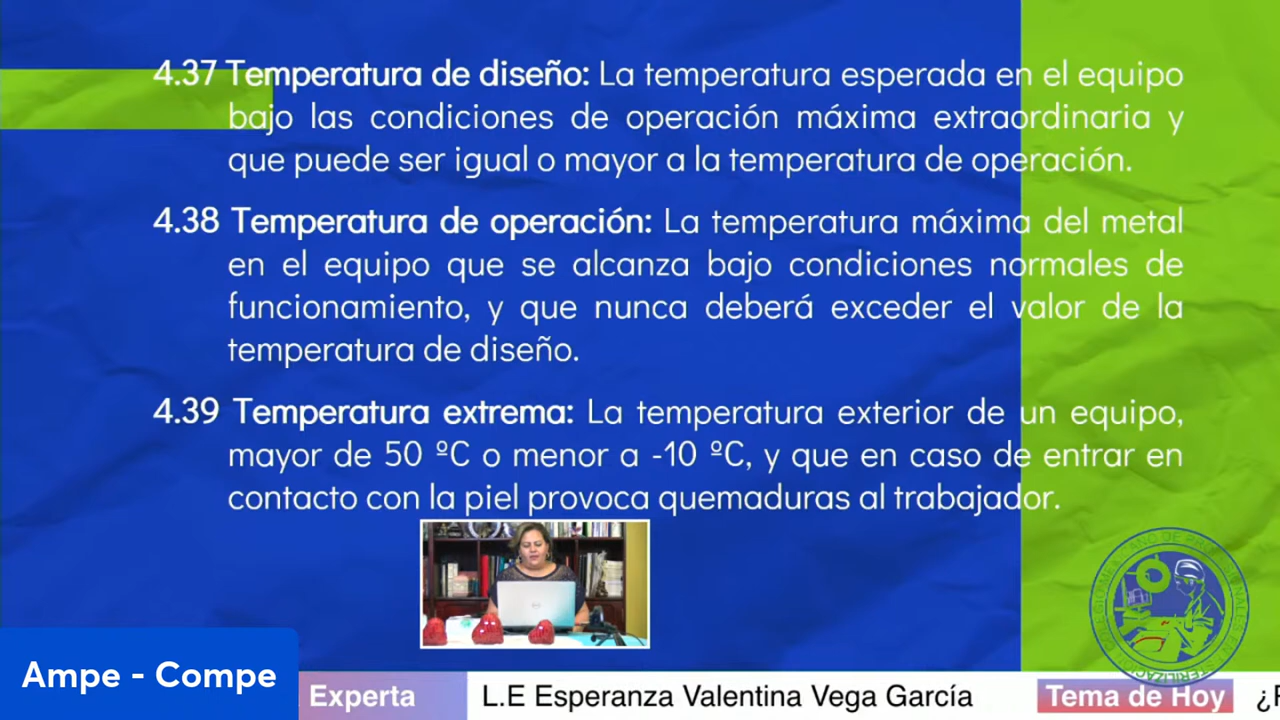 4.37 Temperatura de diseño: La temperatura esperada en el equipo
bajo las condiciones de operación máxima extraordinaria y
que puede ser igual o mayor a la temperatura de operación.
4.38 Temperatura de operación: La temperatura máxima del metal
en el equipo que se alcanza bajo condiciones normales de
funcionamiento, y que nunca deberá exceder el valor de la
temperatura de diseño.
4.39 Temperatura extrema: La temperatura exterior de un equipo,
mayor de 50 ºC o menor a -10 ºC, y que en caso de entrar en
contacto con la piel provoca quemaduras al trabajador.
Ampe - Compe
Experta
L.E Esperanza Valentina Vega García
Tema de Hoy